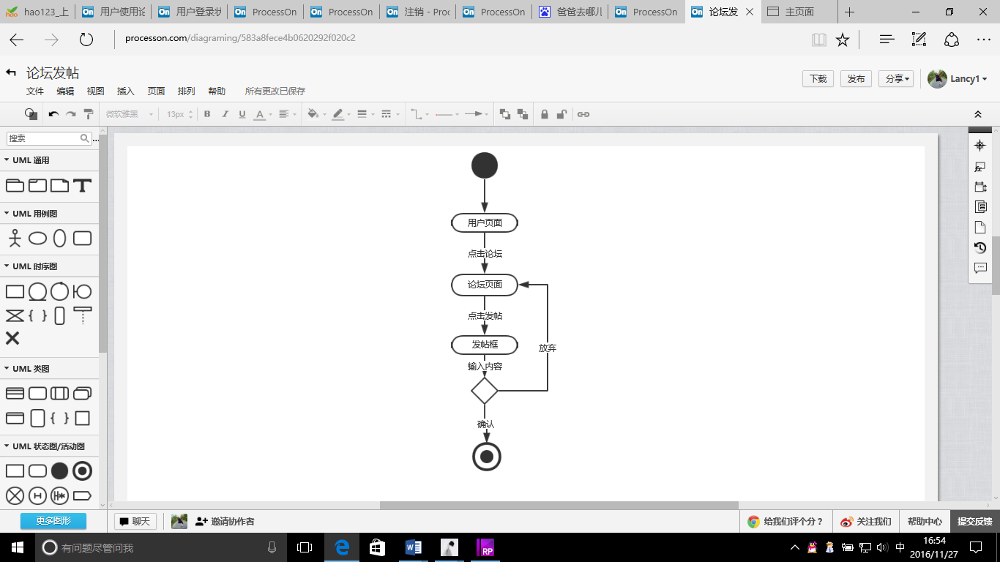 hao123_上
用户使用论
用户登录状
ProcessOn
ProcessOn
注销 - Proc
ProcessOn
爸爸去哪儿
ProcessOn
论坛发
主页面
processon.com/diagraming/583a8fece4b0620292f020c2
论坛发帖
下载
发布
分享
Lancy1
文件 编辑 视图 插入 页面 排列 帮助 所有更改已保存
微软雅黑 13px B I U A
搜索
UML 通用
UML 用例图
UML 时序图
UML 类图
UML 状态图/活动图
更多图形
用户页面
点击论坛
论坛页面
点击发帖
发帖框
放弃
输入内容
确认
聊天
邀请协作者
给我们评个分？
关注我们
帮助中心
提交反馈
有问题尽管问我
RP
中
16:54
2016/11/27